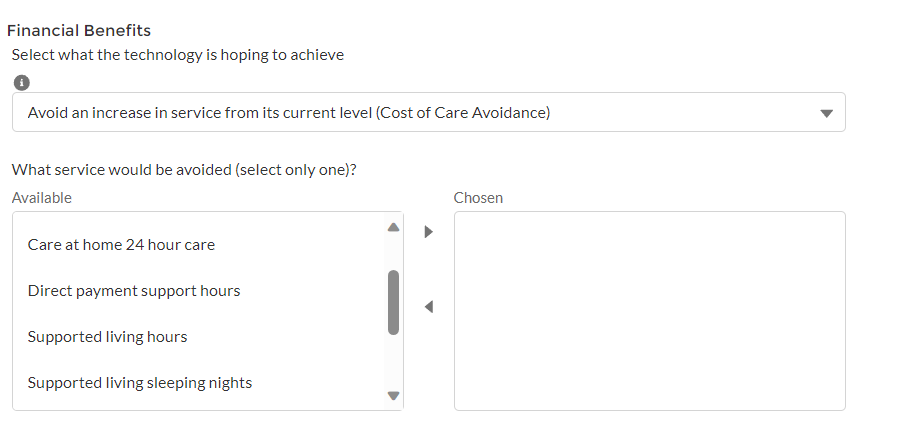 Financial Benefits
Select what the technology is hoping to achieve
i
Avoid an increase in service from its current level (Cost of Care Avoidance)
What service would be avoided (select only one)?
Available
Chosen
Care at home 24 hour care
Direct payment support hours
Supported living hours
Supported living sleeping nights